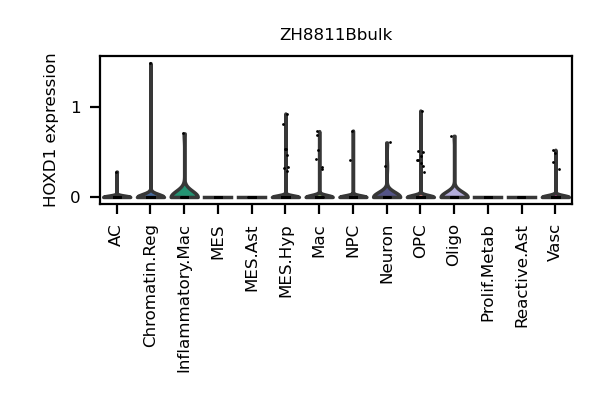 ZH8811Bbulk
HOXD1 expression
1
0
AC
Chromatin.Reg
Inflammatory.Mac
MES
MES.Ast
MES.Hyp
Mac
NPC
Neuron
OPC
Oligo
Prolif.Metab
Reactive.Ast
Vasc